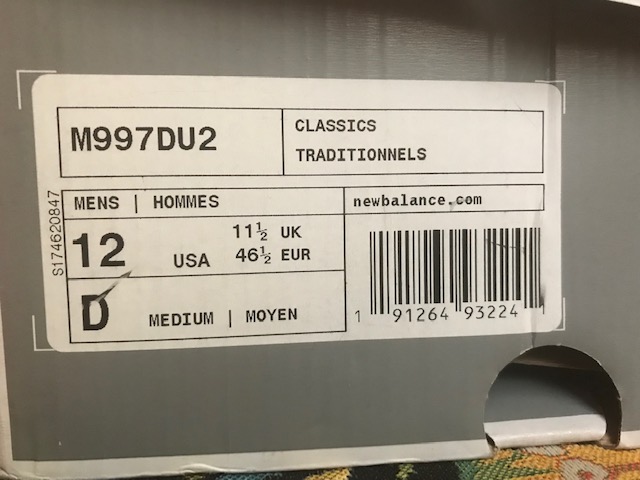 M997DU2
CLASSICS
TRADITIONNELS
MENS | HOMMES
newbalance.com
12 USA
11½ UK
46½ EUR
D MEDIUM | MOYEN
1 91264 93224
S174620847